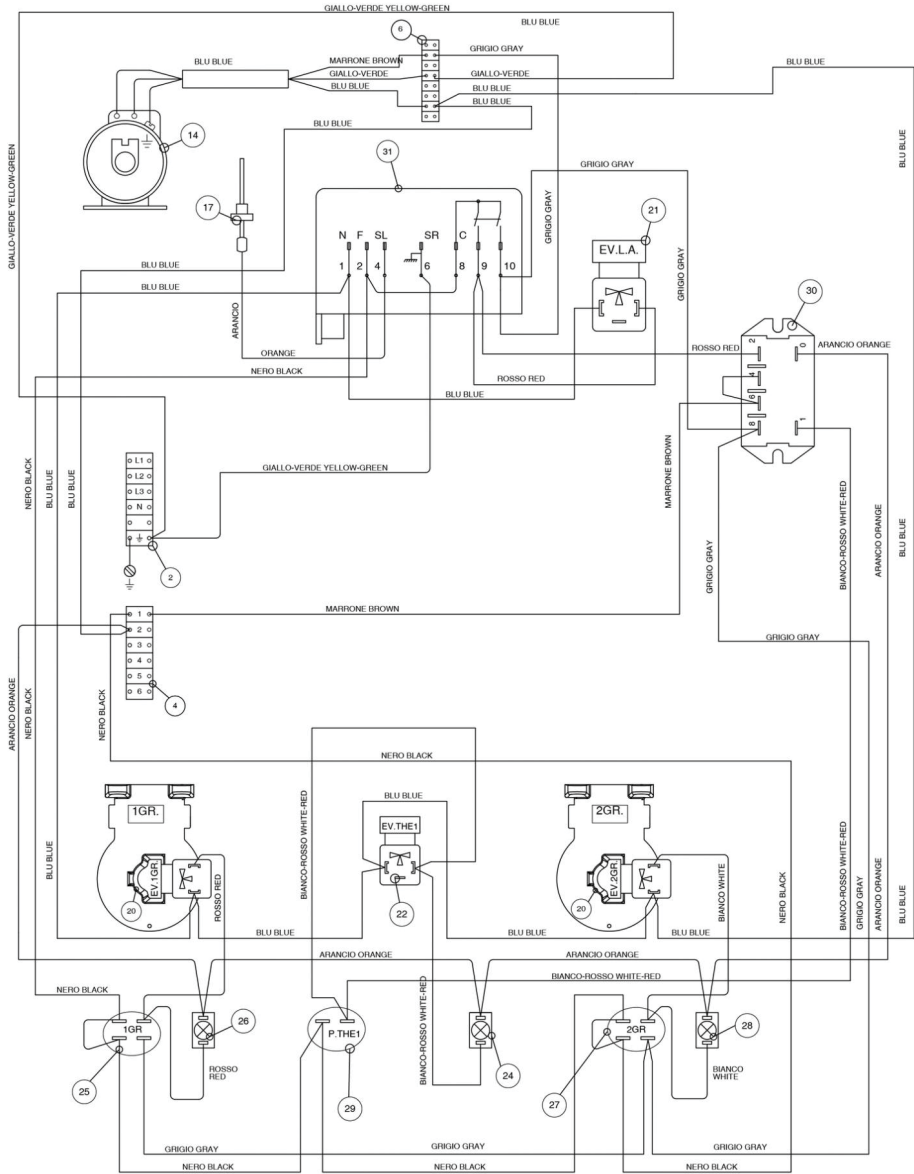 GIALLO-VERDE YELLOW-GREEN
BLU BLUE
6
GRIGIO GRAY
MARRONE BROWN
BLU BLUE
BLU BLUE
GIALLO-VERDE
GIALLO-VERDE
BLU BLUE
BLU BLUE
BLU BLUE
BLU BLUE
14
BLU BLUE
31
GRIGIO GRAY
GIALLO-VERDE YELLOW-GREEN
17
GRIGIO GRAY
21
N F SL SR C
EV.L.A.
1 2 4 6 8 9 10
BLU BLUE
BLU BLUE
GRIGIO GRAY
30
ARANCIO
ORANGE
ROSSO RED
2
0
ARANCIO ORANGE
NERO BLACK
ROSSO RED
BLU BLUE
4
6
8
1
NERO BLACK
BLU BLUE
BLU BLUE
L1
L2
L3
N
GIALLO-VERDE YELLOW-GREEN
MARRONE BROWN
2
GRIGIO GRAY
BIANCO-ROSSO WHITE-RED
ARANCIO ORANGE
BLU BLUE
1
2
3
4
5
6
MARRONE BROWN
GRIGIO GRAY
4
ARANCIO ORANGE
NERO BLACK
NERO BLACK
NERO BLACK
1GR.
2GR.
BLU BLUE
BIANCO-ROSSO WHITE-RED
BLU BLUE
EV.THE1
EV.1GR.
EV.2GR.
BLU BLUE
ROSSO RED
BIANCO WHITE
NERO BLACK
BIANCO-ROSSO WHITE-RED
GRIGIO GRAY
ARANCIO ORANGE
BLU BLUE
20
22
20
BLU BLUE
BLU BLUE
BLU BLUE
ARANCIO ORANGE
ARANCIO ORANGE
BIANCO-ROSSO WHITE-RED
NERO BLACK
1GR
26
P.THE1
24
2GR
28
BIANCO-ROSSO WHITE-RED
ROSSO
RED
BIANCO
WHITE
25
29
27
GRIGIO GRAY
GRIGIO GRAY
GRIGIO GRAY
NERO BLACK
NERO BLACK
NERO BLACK